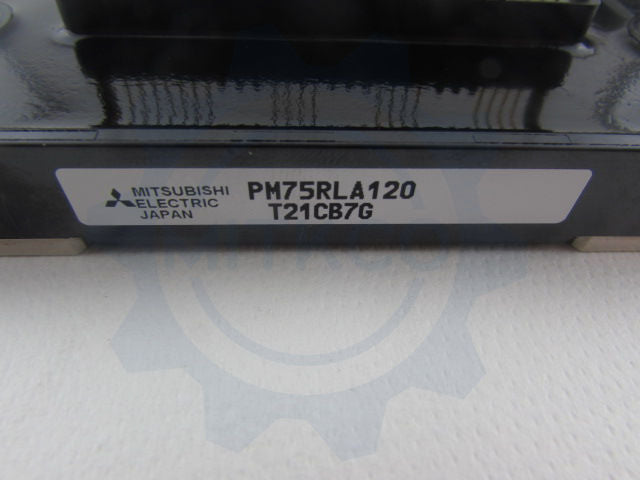 MITSUBISHI
ELECTRIC
JAPAN
PM75RLA120
T21CB7G